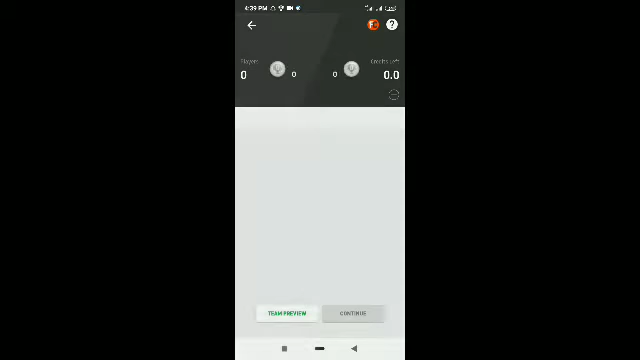 4:39 PM
?
Players
Credits Left
0
0
0
0.0
TEAM PREVIEW
CONTINUE